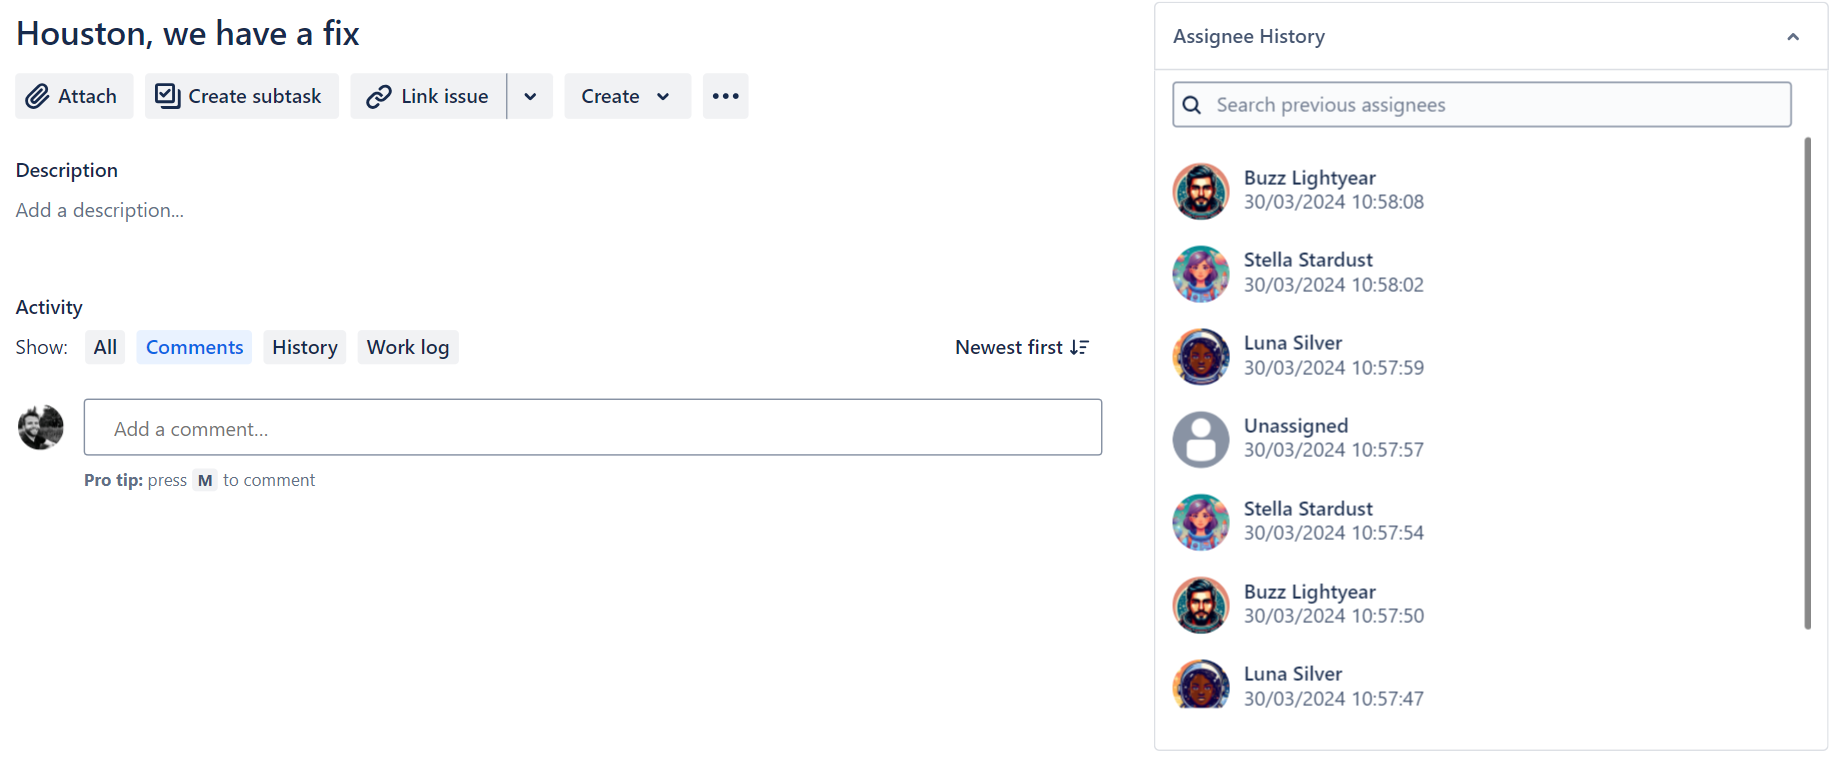 Houston, we have a fix
Attach
Create subtask
Link issue
Create
Description
Add a description...
Activity
Show:
All
Comments
History
Work log
Newest first
Add a comment...
Pro tip: press M to comment
Assignee History
Search previous assignees
Buzz Lightyear
30/03/2024 10:58:08
Stella Stardust
30/03/2024 10:58:02
Luna Silver
30/03/2024 10:57:59
Unassigned
30/03/2024 10:57:57
Stella Stardust
30/03/2024 10:57:54
Buzz Lightyear
30/03/2024 10:57:50
Luna Silver
30/03/2024 10:57:47